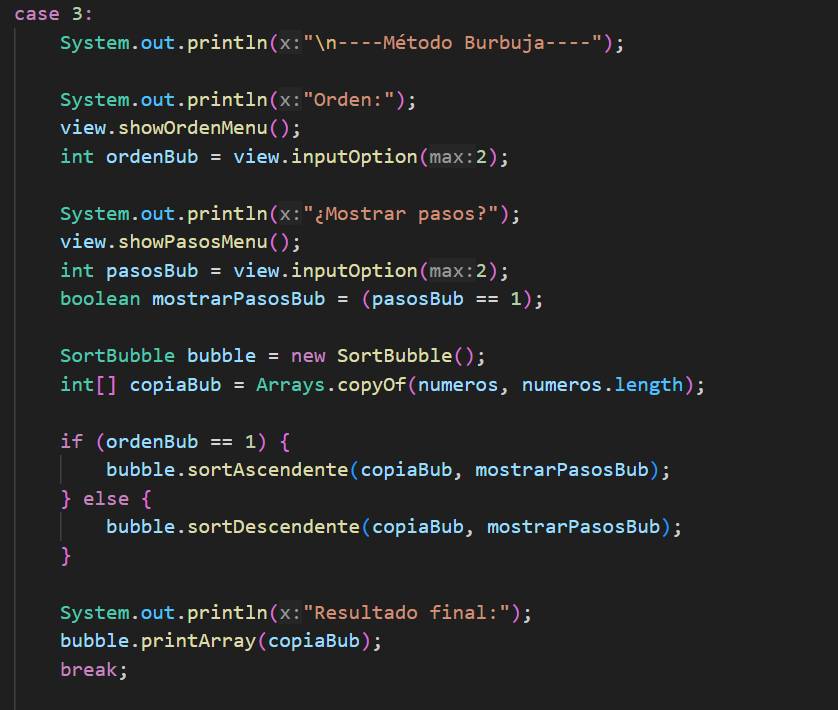 case 3:
System.out.println(x:"\n----Método Burbuja----");
System.out.println(x:"Orden:");
view.showOrdenMenu();
int ordenBub = view.inputOption(max:2);
System.out.println(x:"¿Mostrar pasos?");
view.showPasosMenu();
int pasosBub = view.inputOption(max:2);
boolean mostrarPasosBub = (pasosBub == 1);
SortBubble bubble = new SortBubble();
int[] copiaBub = Arrays.copyOf(numeros, numeros.length);
if (ordenBub == 1) {
bubble.sortAscendente(copiaBub, mostrarPasosBub);
} else {
bubble.sortDescendente(copiaBub, mostrarPasosBub);
}
System.out.println(x:"Resultado final:");
bubble.printArray(copiaBub);
break;